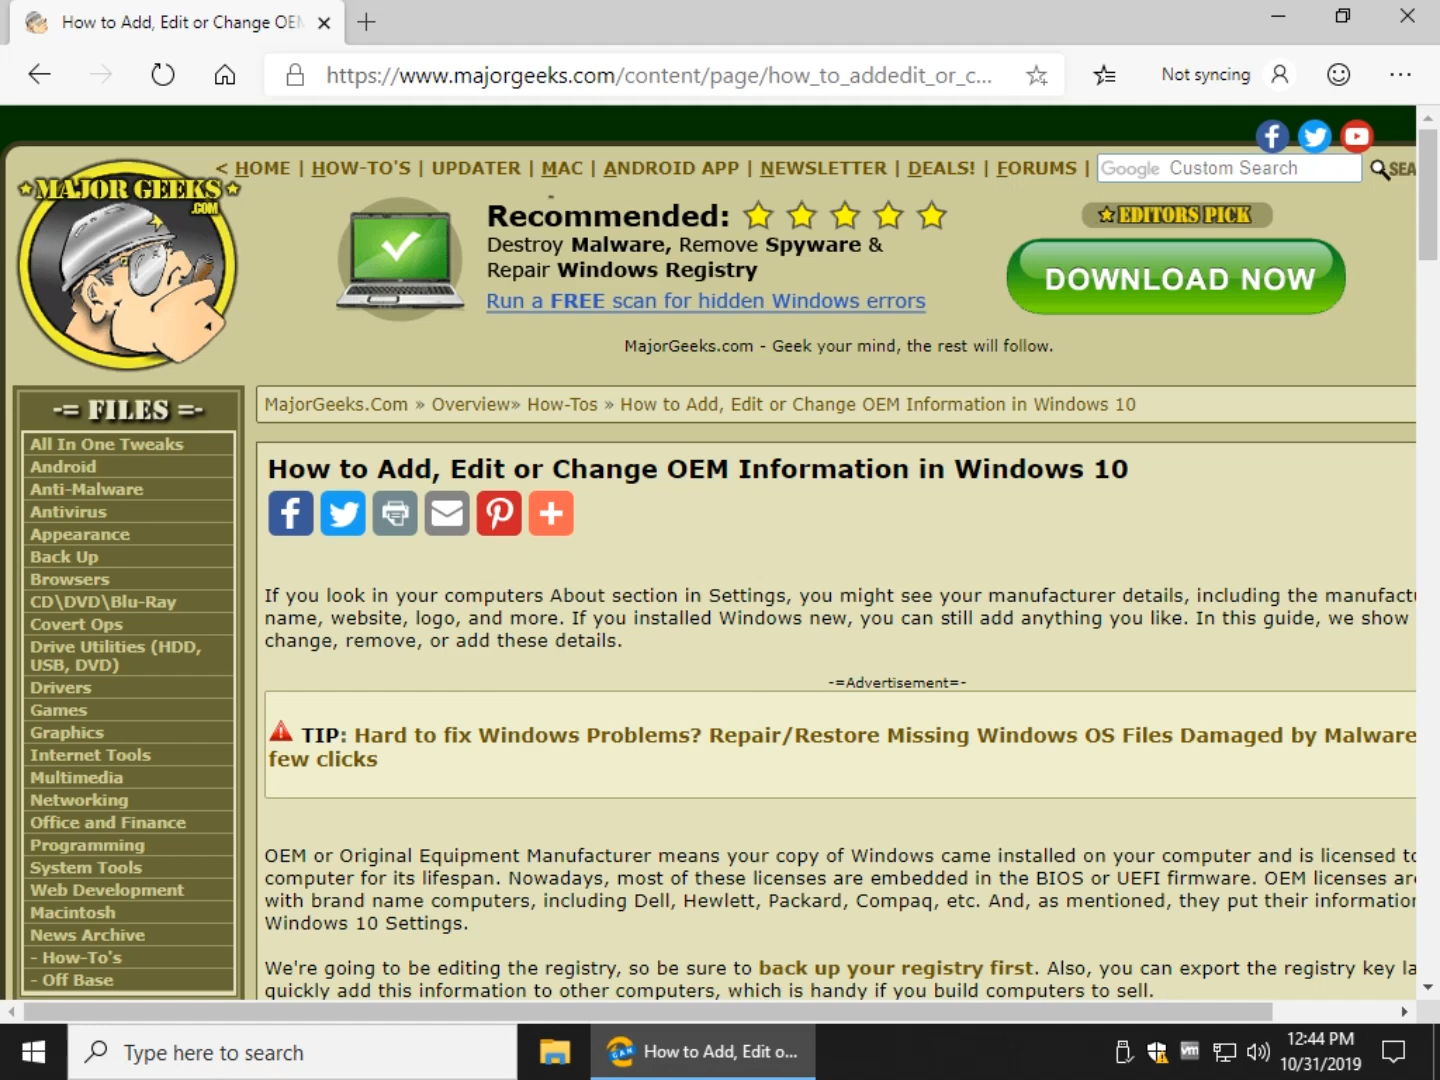 How to Add, Edit or Change OEM
Not syncing
https://www.majorgeeks.com/content/page/how_to_addedit_or_c...
MAJOR GEEKS
.COM
< HOME | HOW-TO'S | UPDATER | MAC | ANDROID APP | NEWSLETTER | DEALS! | FORUMS |
Google Custom Search
SEA
Recommended:
Destroy Malware, Remove Spyware &
Repair Windows Registry
Run a FREE scan for hidden Windows errors
EDITORS PICK
DOWNLOAD NOW
MajorGeeks.com - Geek your mind, the rest will follow.
-= FILES =-
All In One Tweaks
Android
Anti-Malware
Antivirus
Appearance
Back Up
Browsers
CD\DVD\Blu-Ray
Covert Ops
Drive Utilities (HDD,
USB, DVD)
Drivers
Games
Graphics
Internet Tools
Multimedia
Networking
Office and Finance
Programming
System Tools
Web Development
Macintosh
News Archive
- How-To's
- Off Base
MajorGeeks.Com » Overview» How-Tos » How to Add, Edit or Change OEM Information in Windows 10
How to Add, Edit or Change OEM Information in Windows 10
If you look in your computers About section in Settings, you might see your manufacturer details, including the manufactu
name, website, logo, and more. If you installed Windows new, you can still add anything you like. In this guide, we show
change, remove, or add these details.
-=Advertisement=-
TIP: Hard to fix Windows Problems? Repair/Restore Missing Windows OS Files Damaged by Malware
few clicks
OEM or Original Equipment Manufacturer means your copy of Windows came installed on your computer and is licensed to
computer for its lifespan. Nowadays, most of these licenses are embedded in the BIOS or UEFI firmware. OEM licenses are
with brand name computers, including Dell, Hewlett, Packard, Compaq, etc. And, as mentioned, they put their information
Windows 10 Settings.
We're going to be editing the registry, so be sure to back up your registry first. Also, you can export the registry key la
quickly add this information to other computers, which is handy if you build computers to sell.
Type here to search
CAN
How to Add, Edit o...
vm
12:44 PM
10/31/2019